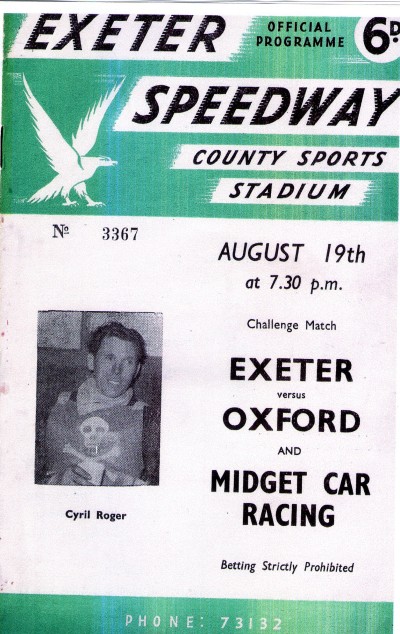 EXETER
OFFICIAL
PROGRAMME
6D.
SPEEDWAY
COUNTY SPORTS
STADIUM
No 3367
AUGUST 19th
at 7.30 p.m.
Challenge Match
EXETER
versus
OXFORD
AND
MIDGET CAR
RACING
Cyril Roger
Betting Strictly Prohibited
PHONE: 73132